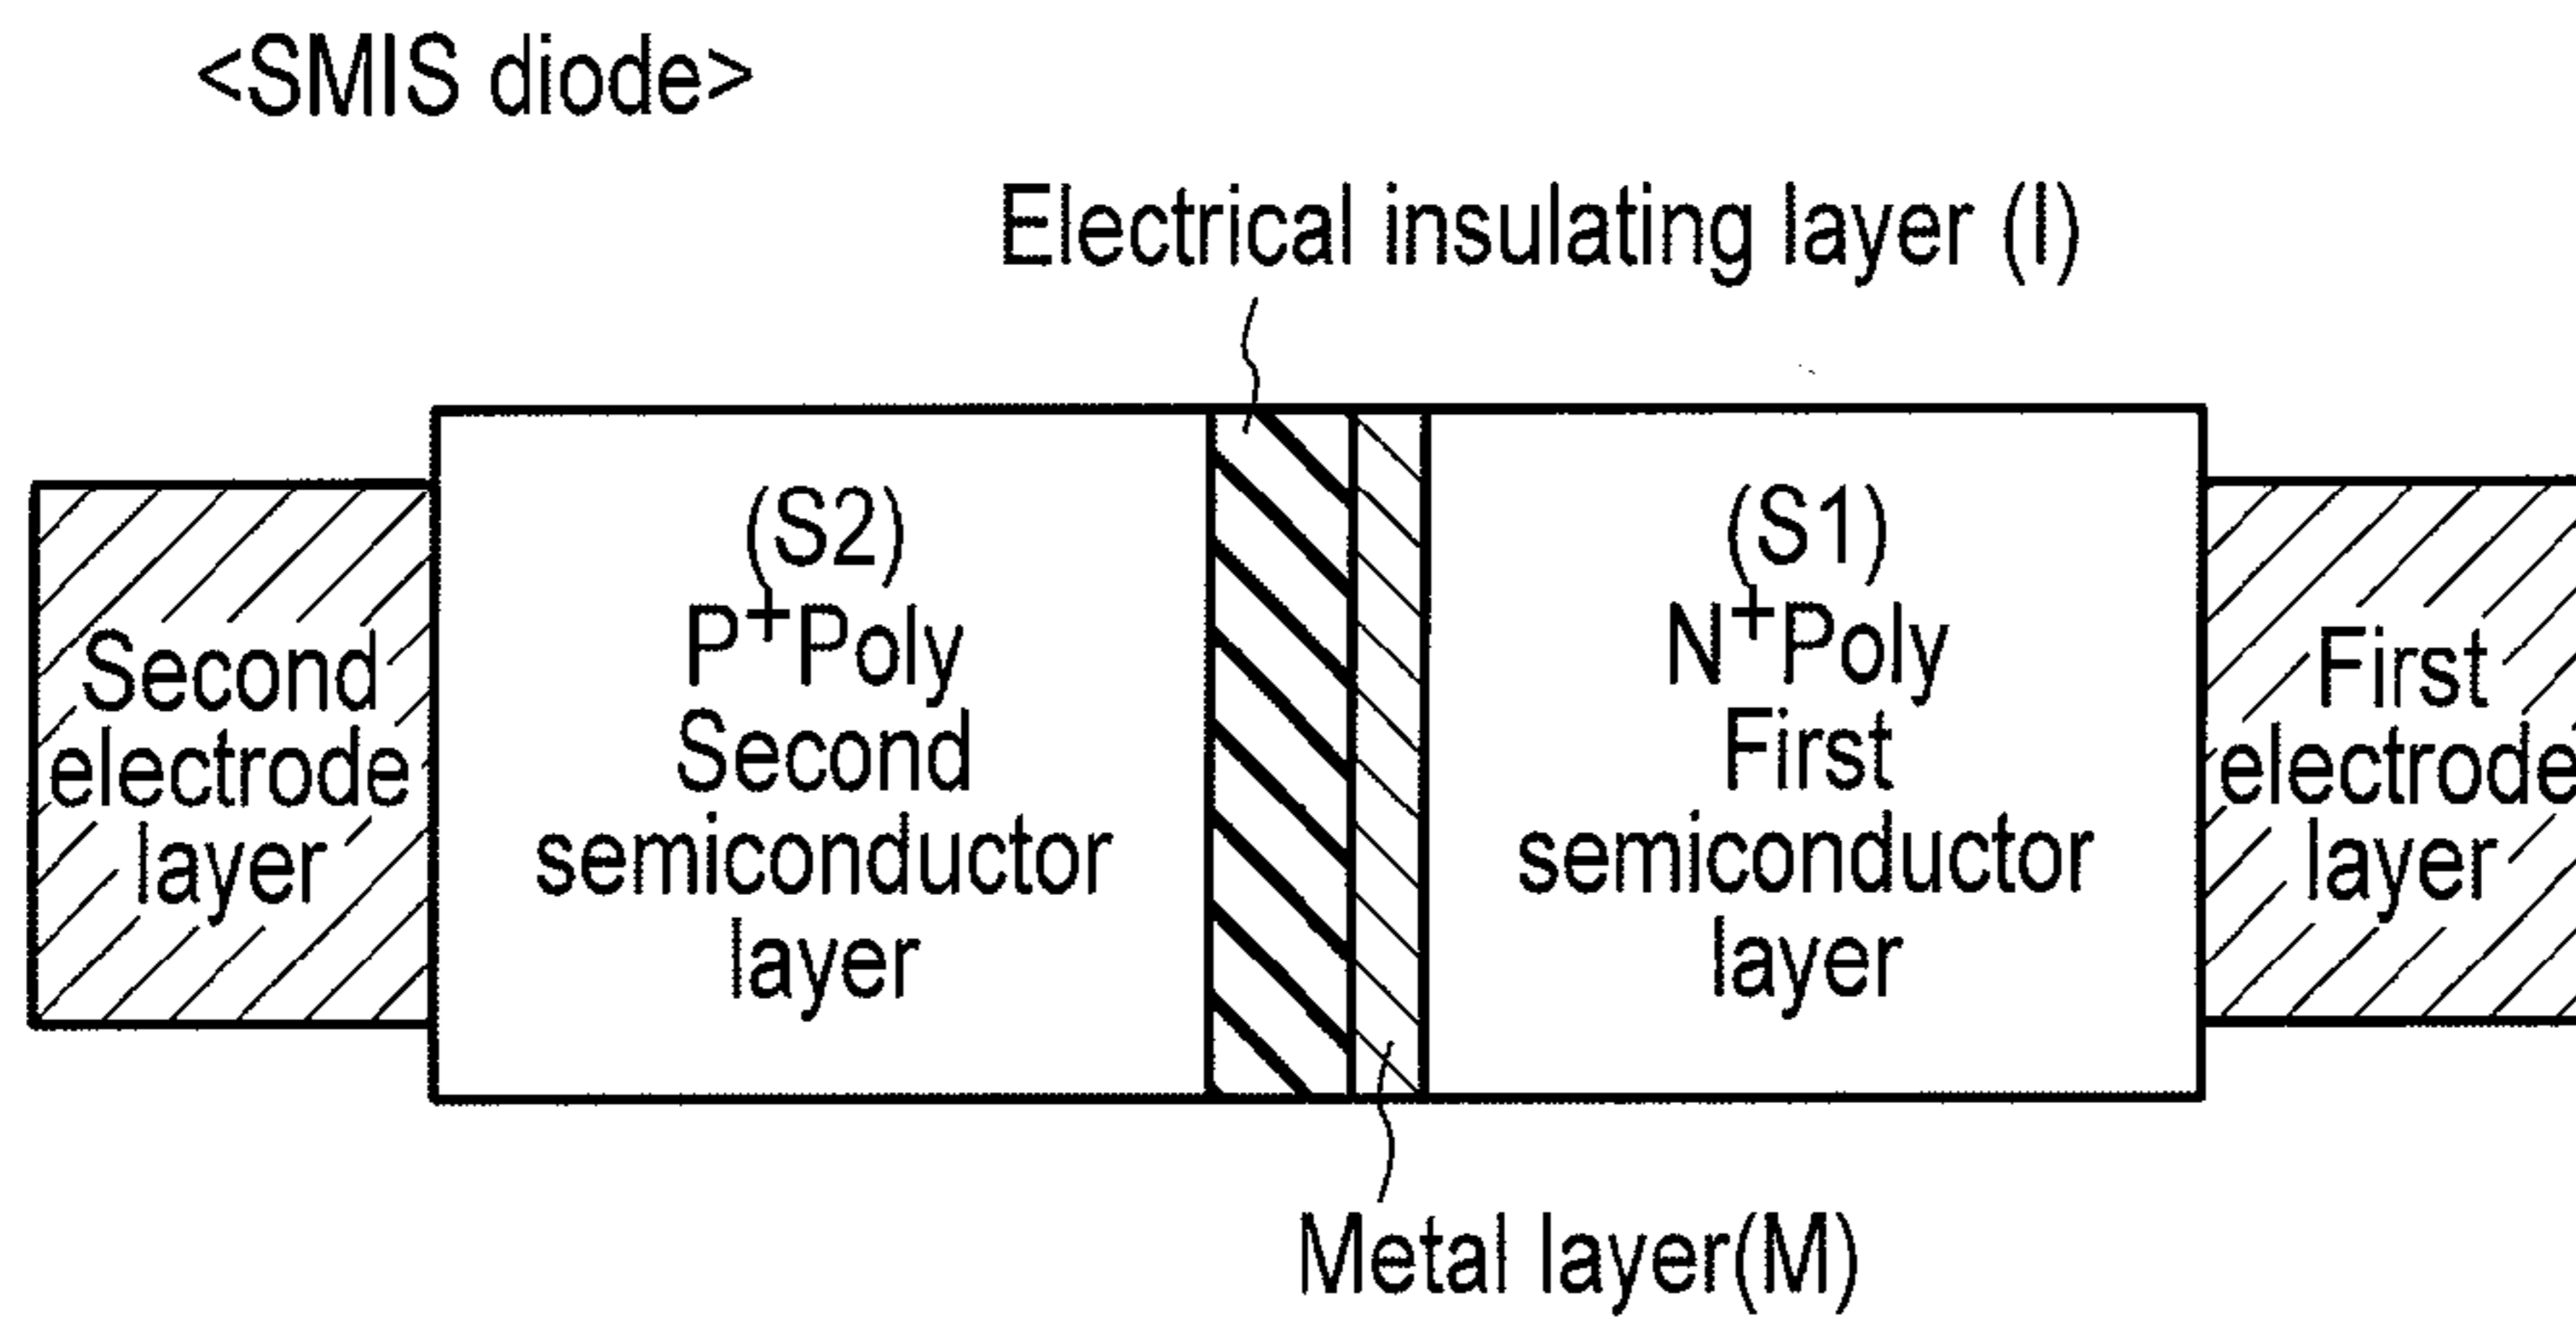 <SMIS diode>
Electrical insulating layer (I)
Second
electrode
layer
(S2)
P⁺Poly
Second
semiconductor
layer
(S1)
N⁺Poly
First
semiconductor
layer
First
electrode
layer
Metal layer(M)